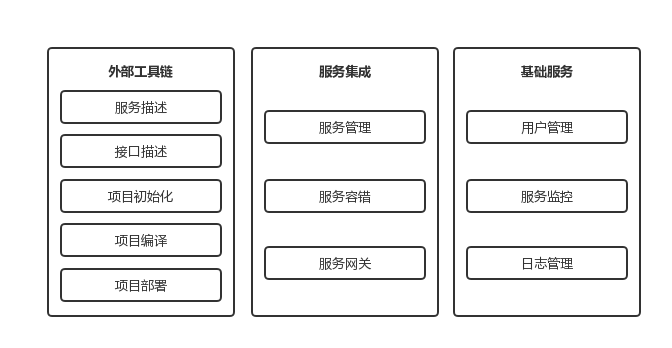 外部工具链
服务描述
接口描述
项目初始化
项目编译
项目部署
服务集成
服务管理
服务容错
服务网关
基础服务
用户管理
服务监控
日志管理